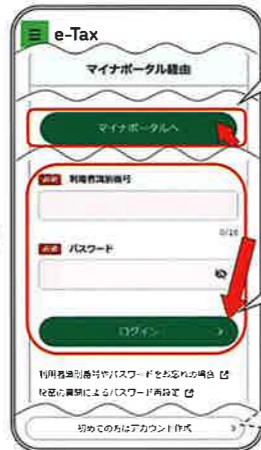 e-Tax
マイナポータル経由
マイナポータルへ
必須 利用者識別番号
0/16
必須 パスワード
ログイン
利用者識別番号やパスワードをお忘れの場合
秘密の質問によるパスワード再設定
初めての方はアカウント作成